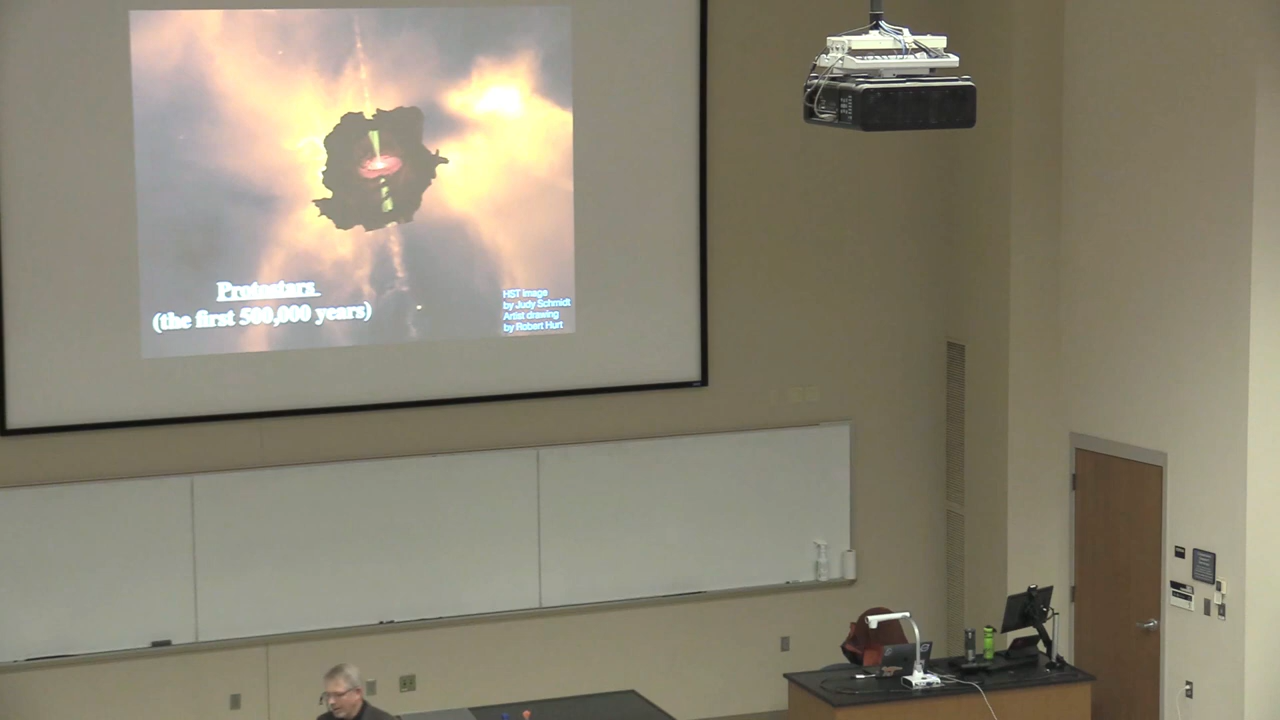 Protostars
(the first 500,000 years)
HST Image
by Judy Schmidt
Artist drawing
by Robert Hurt